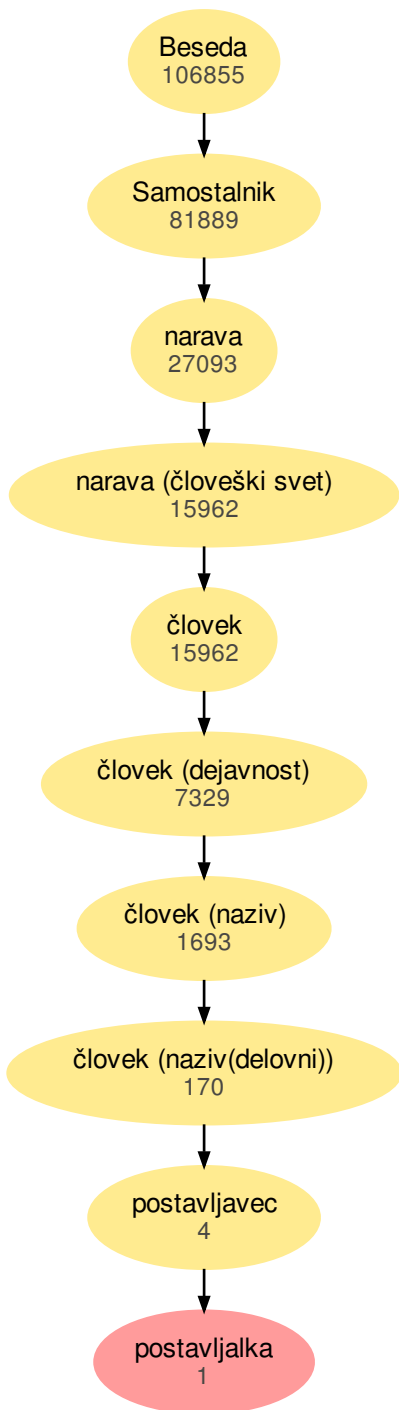 Beseda
106855
Samostalnik
81889
narava
27093
narava (človeški svet)
15962
človek
15962
človek (dejavnost)
7329
človek (naziv)
1693
človek (naziv(delovni))
170
postavljavec
4
postavljalka
1